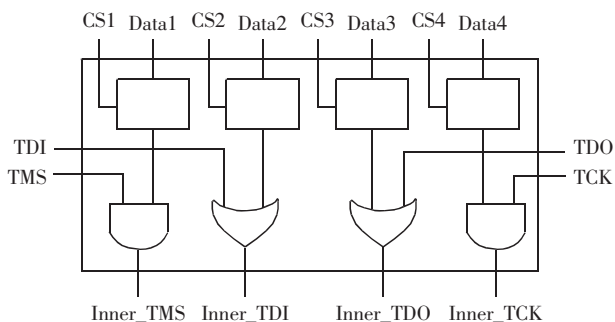 CS1 Data1 CS2 Data2 CS3 Data3 CS4 Data4
TDI TDO
TMS TCK
Inner_TMS Inner_TDI Inner_TDO Inner_TCK